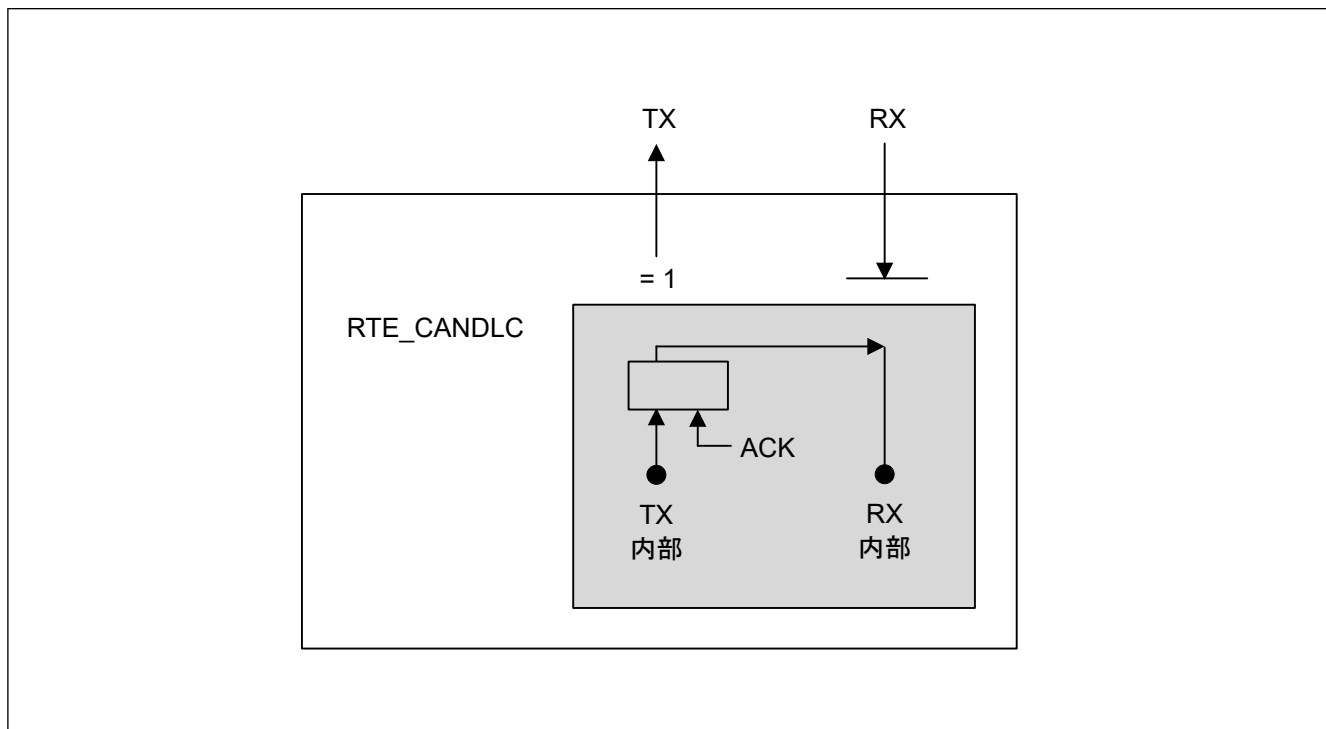 TX
RX
= 1
RTE_CANDLC
ACK
TX
内部
RX
内部